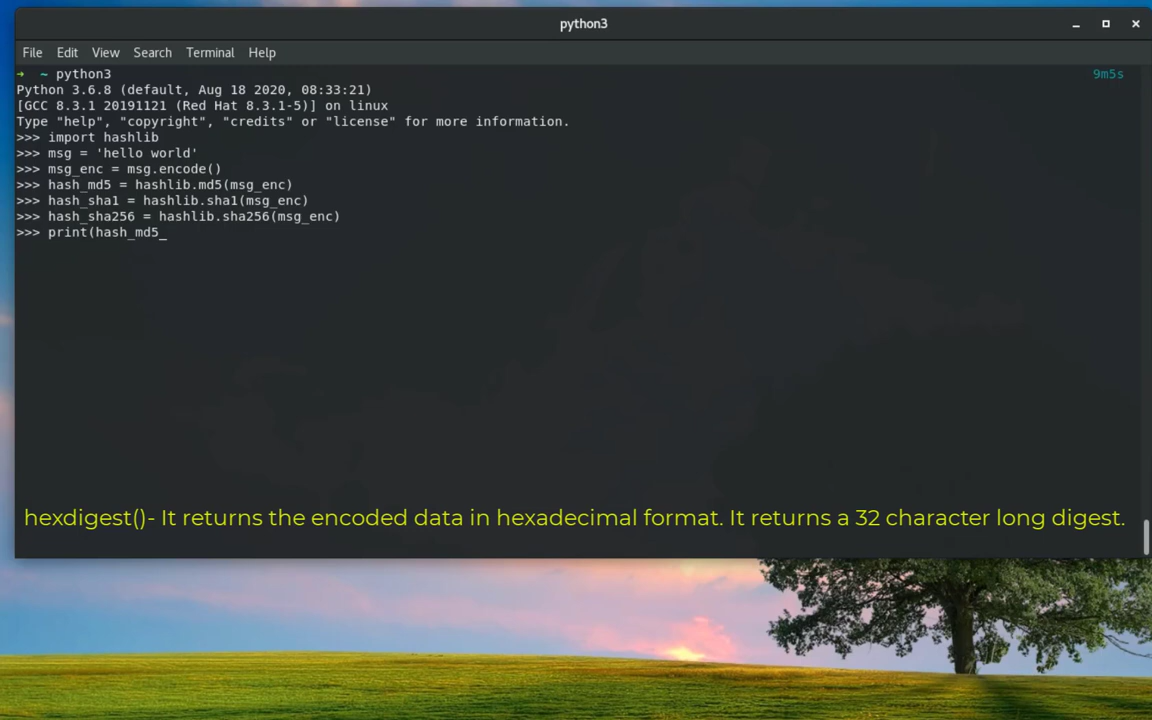 python3
File Edit View Search Terminal Help
➜ ~ python3 9m5s
Python 3.6.8 (default, Aug 18 2020, 08:33:21)
[GCC 8.3.1 20191121 (Red Hat 8.3.1-5)] on linux
Type "help", "copyright", "credits" or "license" for more information.
>>> import hashlib
>>> msg = 'hello world'
>>> msg_enc = msg.encode()
>>> hash_md5 = hashlib.md5(msg_enc)
>>> hash_sha1 = hashlib.sha1(msg_enc)
>>> hash_sha256 = hashlib.sha256(msg_enc)
>>> print(hash_md5_
hexdigest()- It returns the encoded data in hexadecimal format. It returns a 32 character long digest.